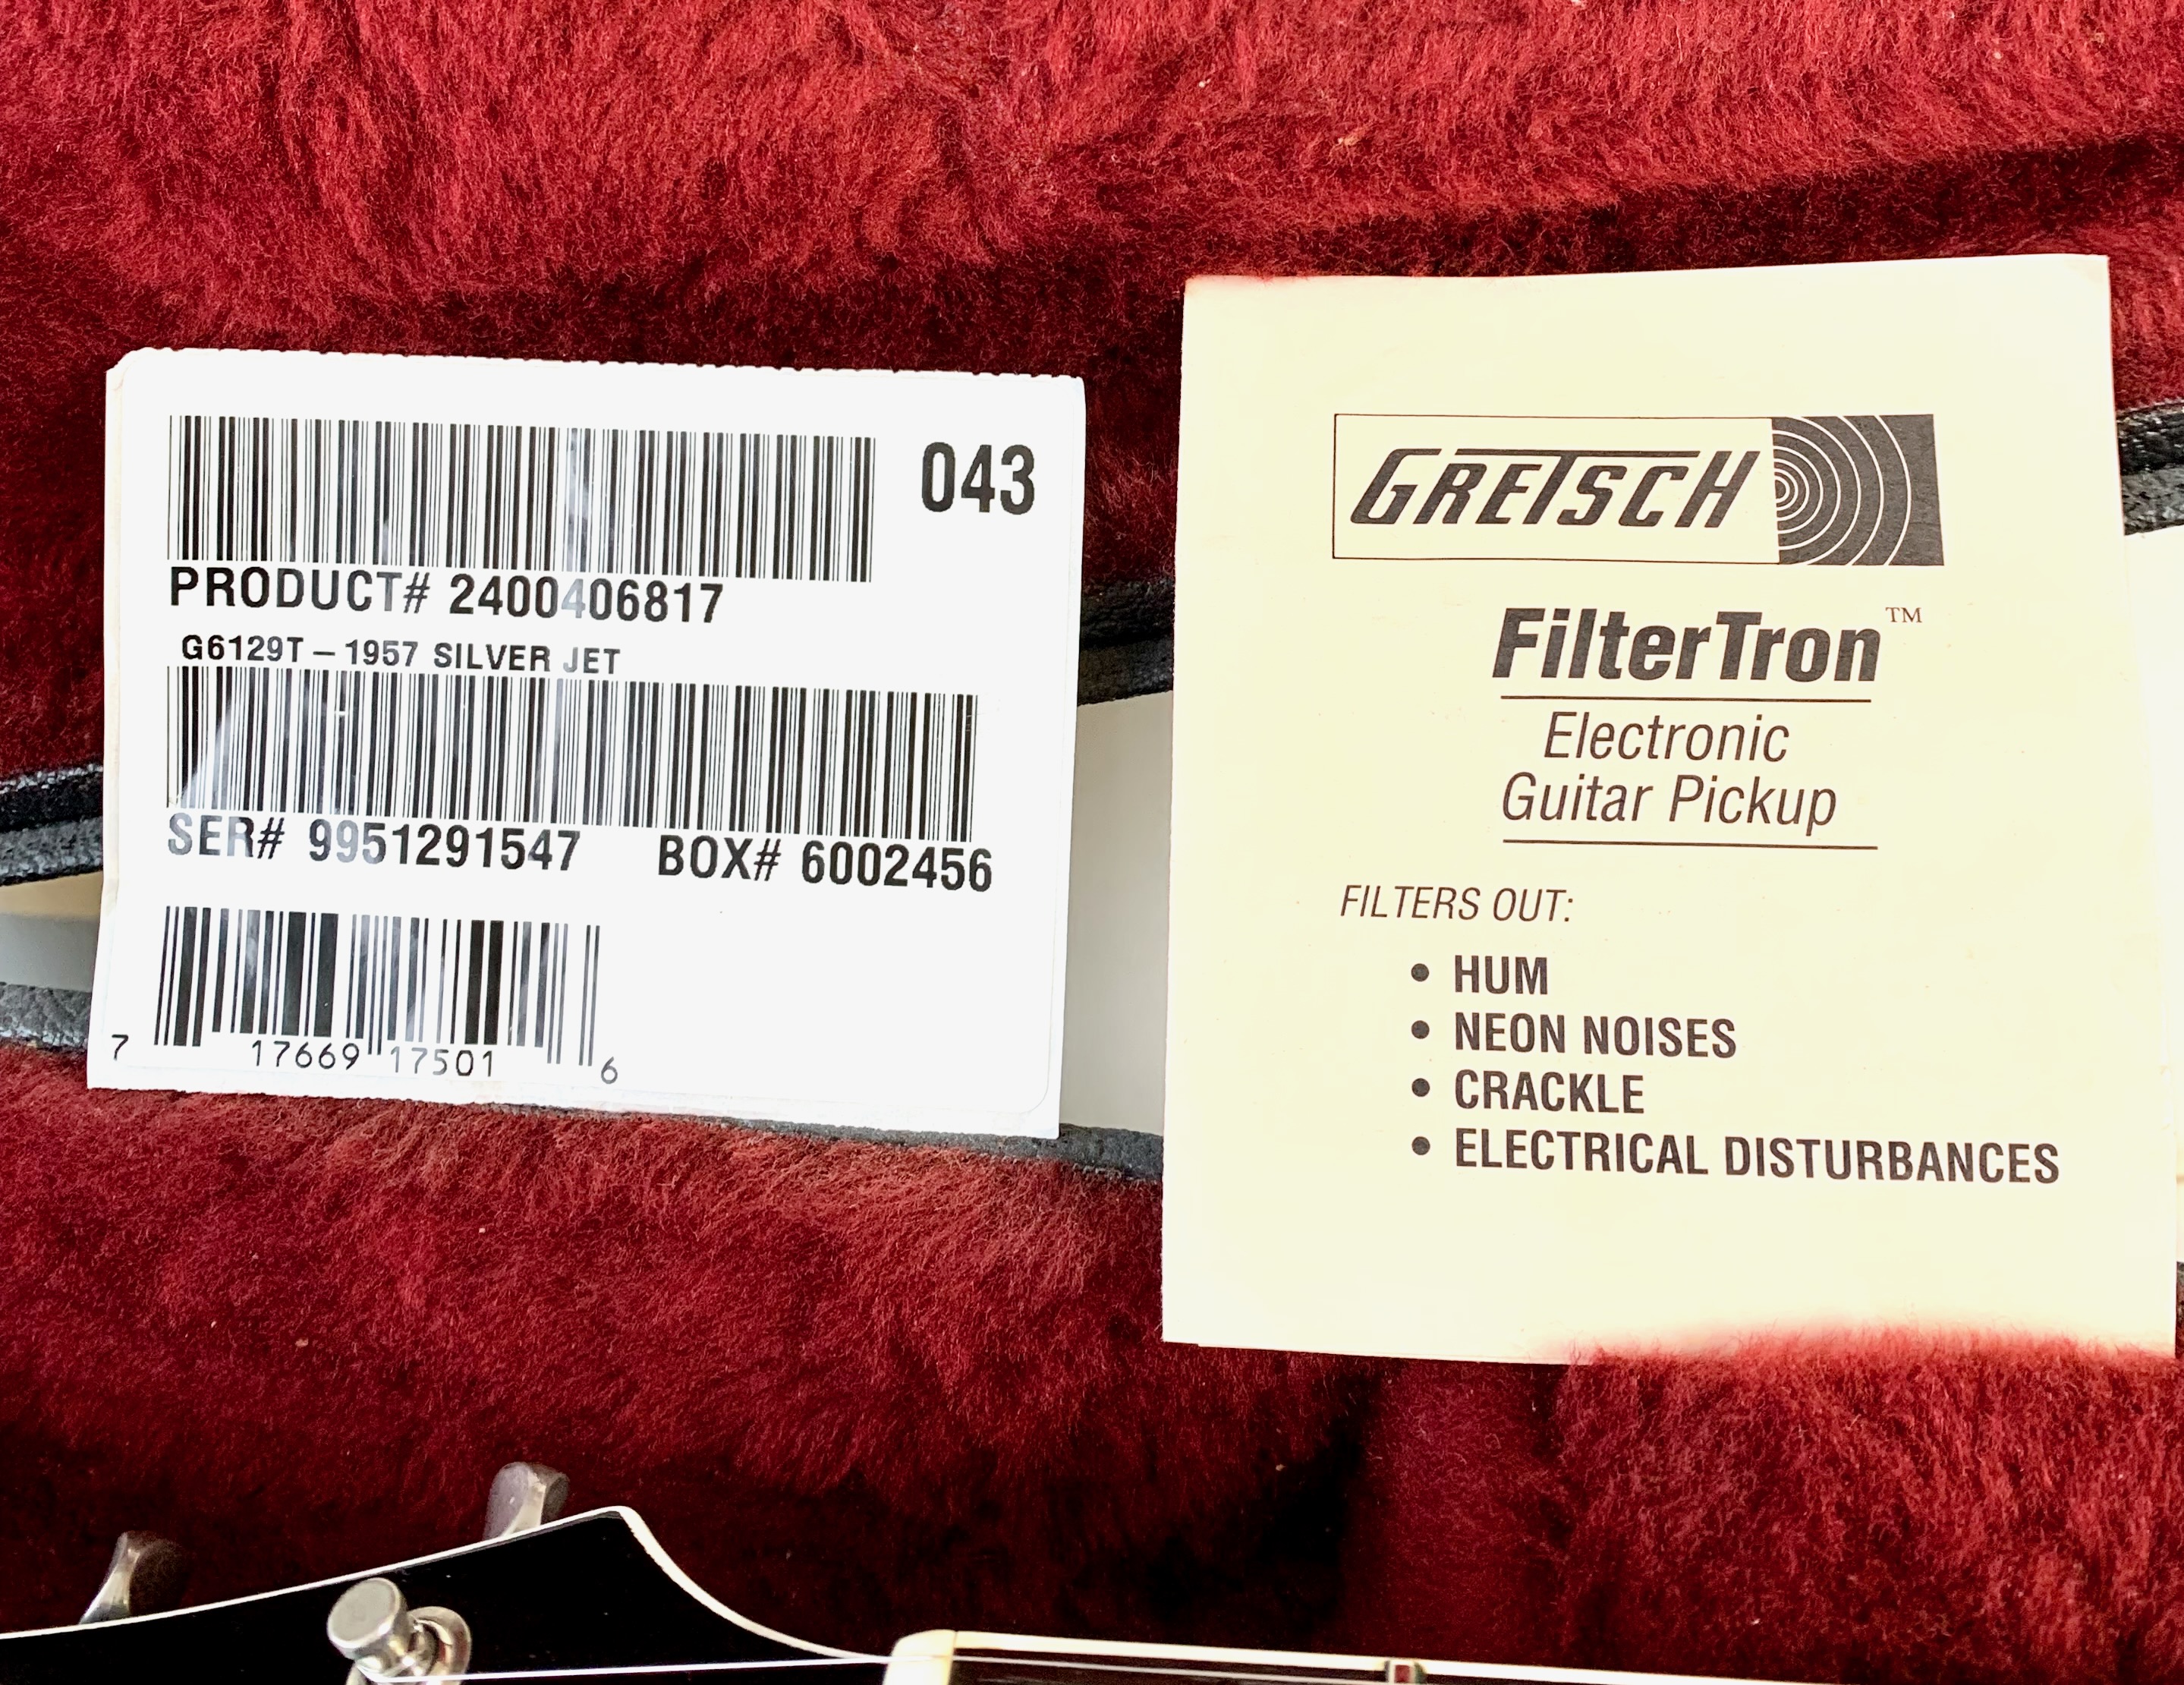 043
PRODUCT# 2400406817
G6129T – 1957 SILVER JET
SER# 9951291547 BOX# 6002456
7 17669 17501 6
GRETSCH
FilterTron™
Electronic
Guitar Pickup
FILTERS OUT:
• HUM
• NEON NOISES
• CRACKLE
• ELECTRICAL DISTURBANCES